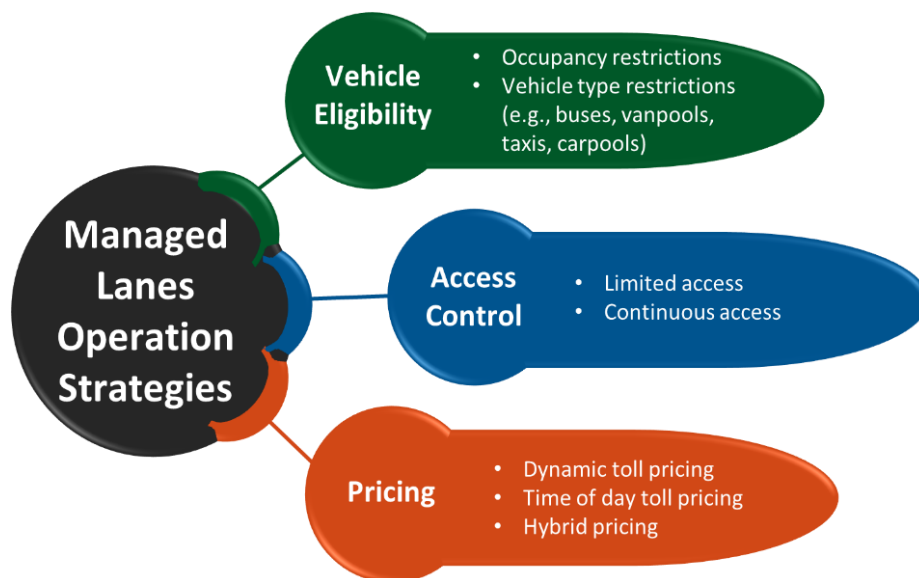 Managed
Lanes
Operation
Strategies
Vehicle
Eligibility
• Occupancy restrictions
• Vehicle type restrictions
(e.g., buses, vanpools,
taxis, carpools)
Access
Control
• Limited access
• Continuous access
Pricing
• Dynamic toll pricing
• Time of day toll pricing
• Hybrid pricing